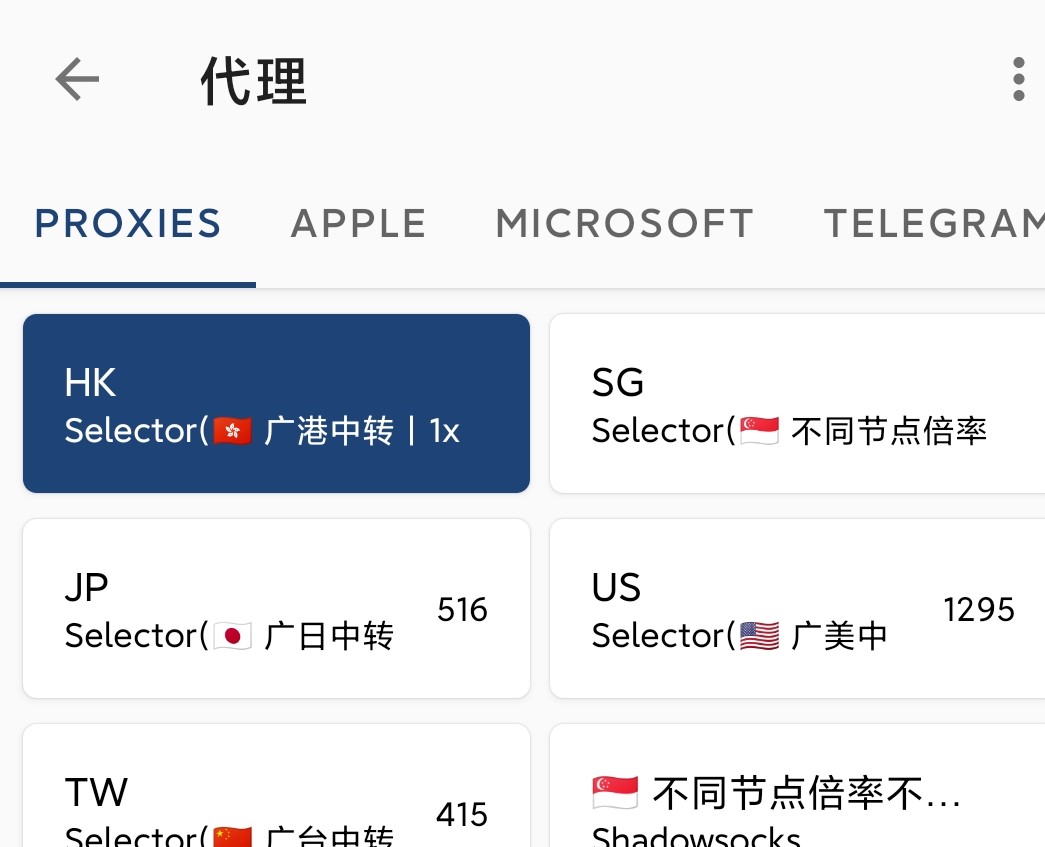 代理
PROXIES APPLE MICROSOFT TELEGRAM
HK
Selector(🇭🇰 广港中转 | 1x
SG
Selector(🇸🇬 不同节点倍率
JP
Selector(🇯🇵 广日中转
516
US
Selector(🇺🇸 广美中
1295
TW
Selector(🇨🇳 广台中转
415
🇸🇬 不同节点倍率不...
Shadowsocks